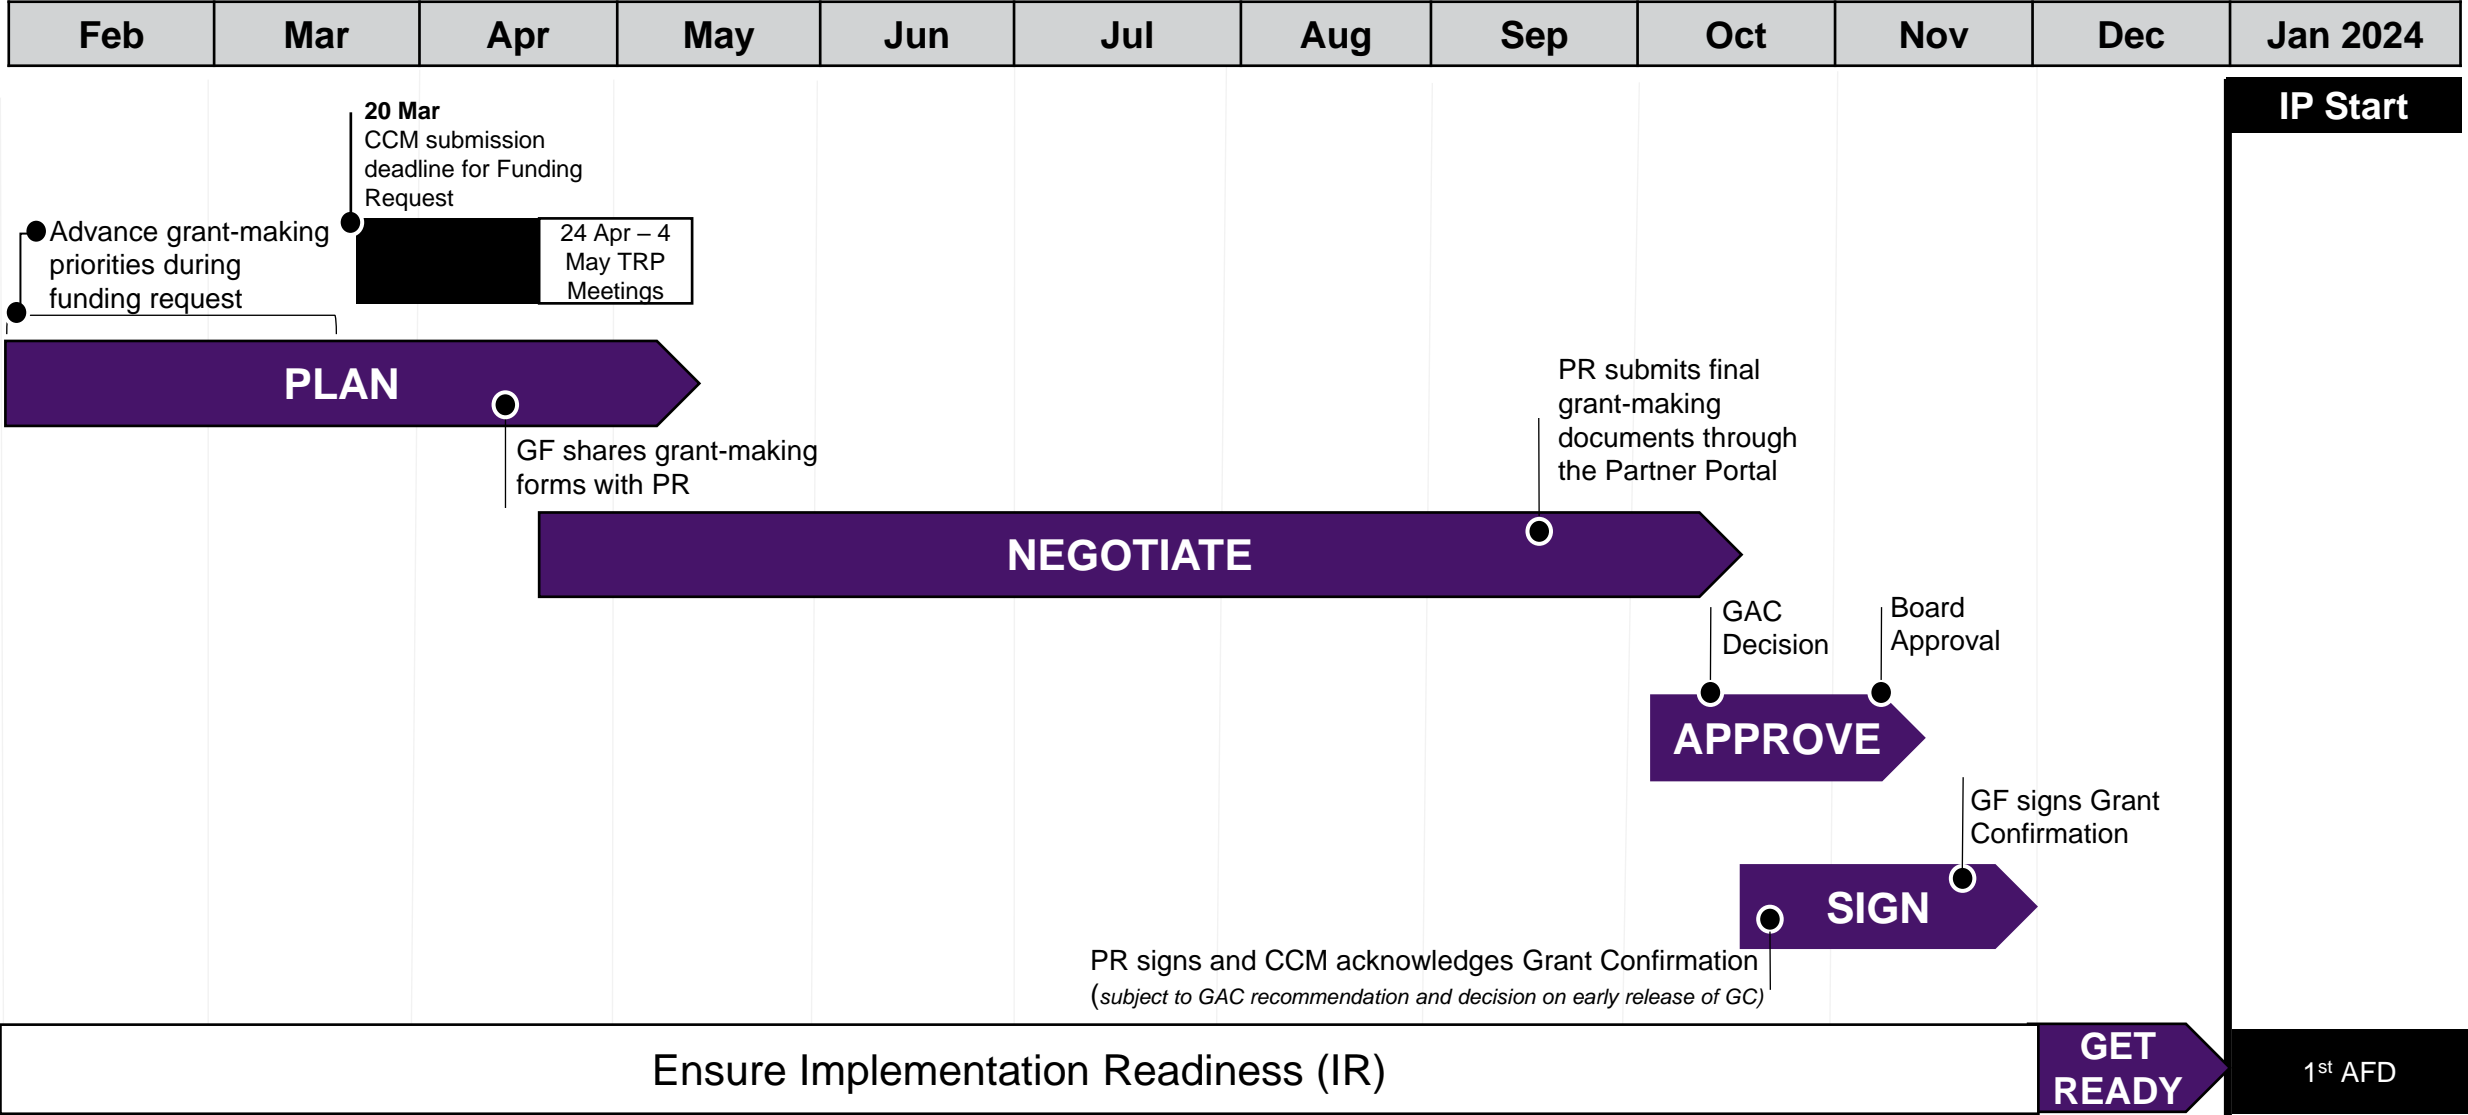 Feb Mar Apr May Jun Jul Aug Sep Oct Nov Dec Jan 2024
IP Start
20 Mar
CCM submission
deadline for Funding
Request
Advance grant-making
priorities during
funding request
24 Apr – 4
May TRP
Meetings
PLAN
GF shares grant-making
forms with PR
PR submits final
grant-making
documents through
the Partner Portal
NEGOTIATE
GAC
Decision
Board
Approval
APPROVE
GF signs Grant
Confirmation
SIGN
PR signs and CCM acknowledges Grant Confirmation
(subject to GAC recommendation and decision on early release of GC)
Ensure Implementation Readiness (IR)
GET
READY
1st AFD